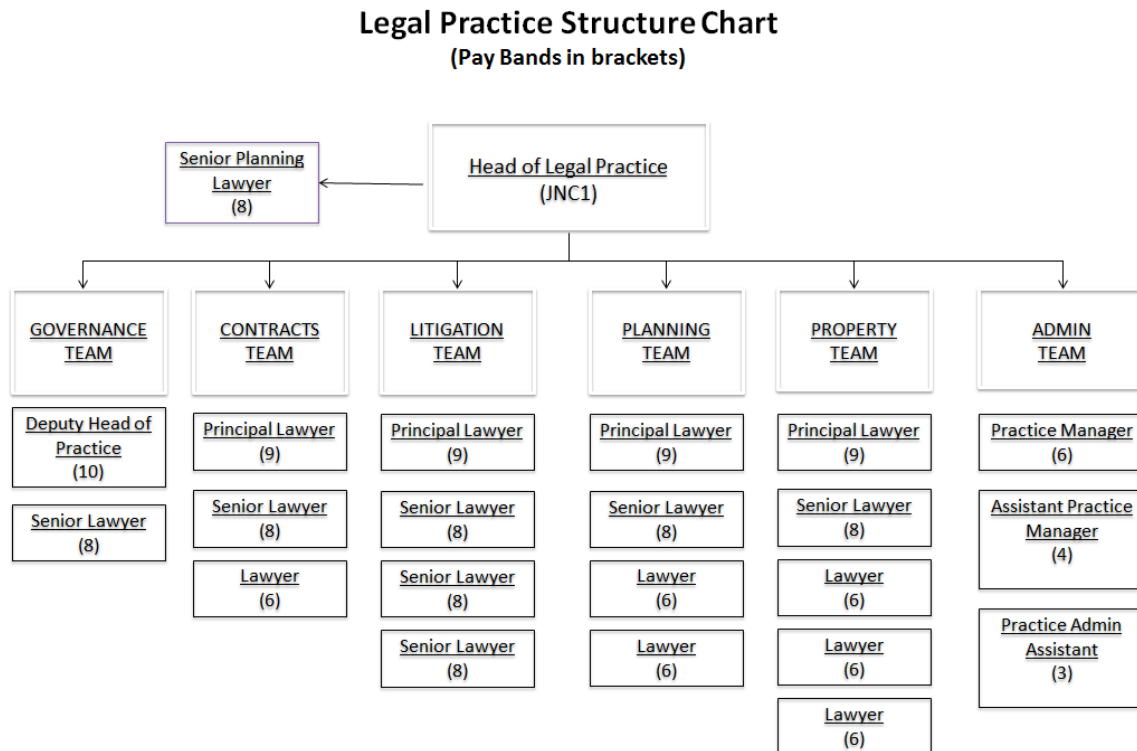 Legal Practice Structure Chart
(Pay Bands in brackets)
Senior Planning
Lawyer
(8)
Head of Legal Practice
(JNC1)
GOVERNANCE
TEAM
CONTRACTS
TEAM
LITIGATION
TEAM
PLANNING
TEAM
PROPERTY
TEAM
ADMIN
TEAM
Deputy Head of
Practice
(10)
Senior Lawyer
(8)
Principal Lawyer
(9)
Senior Lawyer
(8)
Lawyer
(6)
Principal Lawyer
(9)
Senior Lawyer
(8)
Senior Lawyer
(8)
Senior Lawyer
(8)
Principal Lawyer
(9)
Senior Lawyer
(8)
Lawyer
(6)
Lawyer
(6)
Principal Lawyer
(9)
Senior Lawyer
(8)
Lawyer
(6)
Lawyer
(6)
Lawyer
(6)
Practice Manager
(6)
Assistant Practice
Manager
(4)
Practice Admin
Assistant
(3)